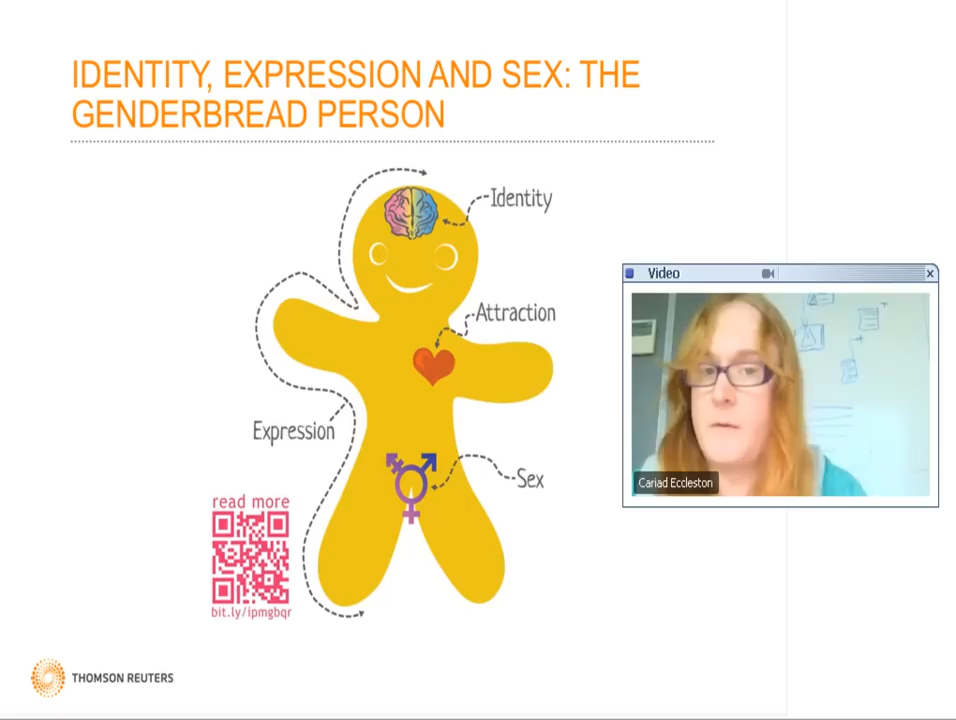 IDENTITY, EXPRESSION AND SEX: THE
GENDERBREAD PERSON
Identity
Attraction
Expression
Sex
read more
bit.ly/ipmgbqr
THOMSON REUTERS
Video
Cariad Eccleston